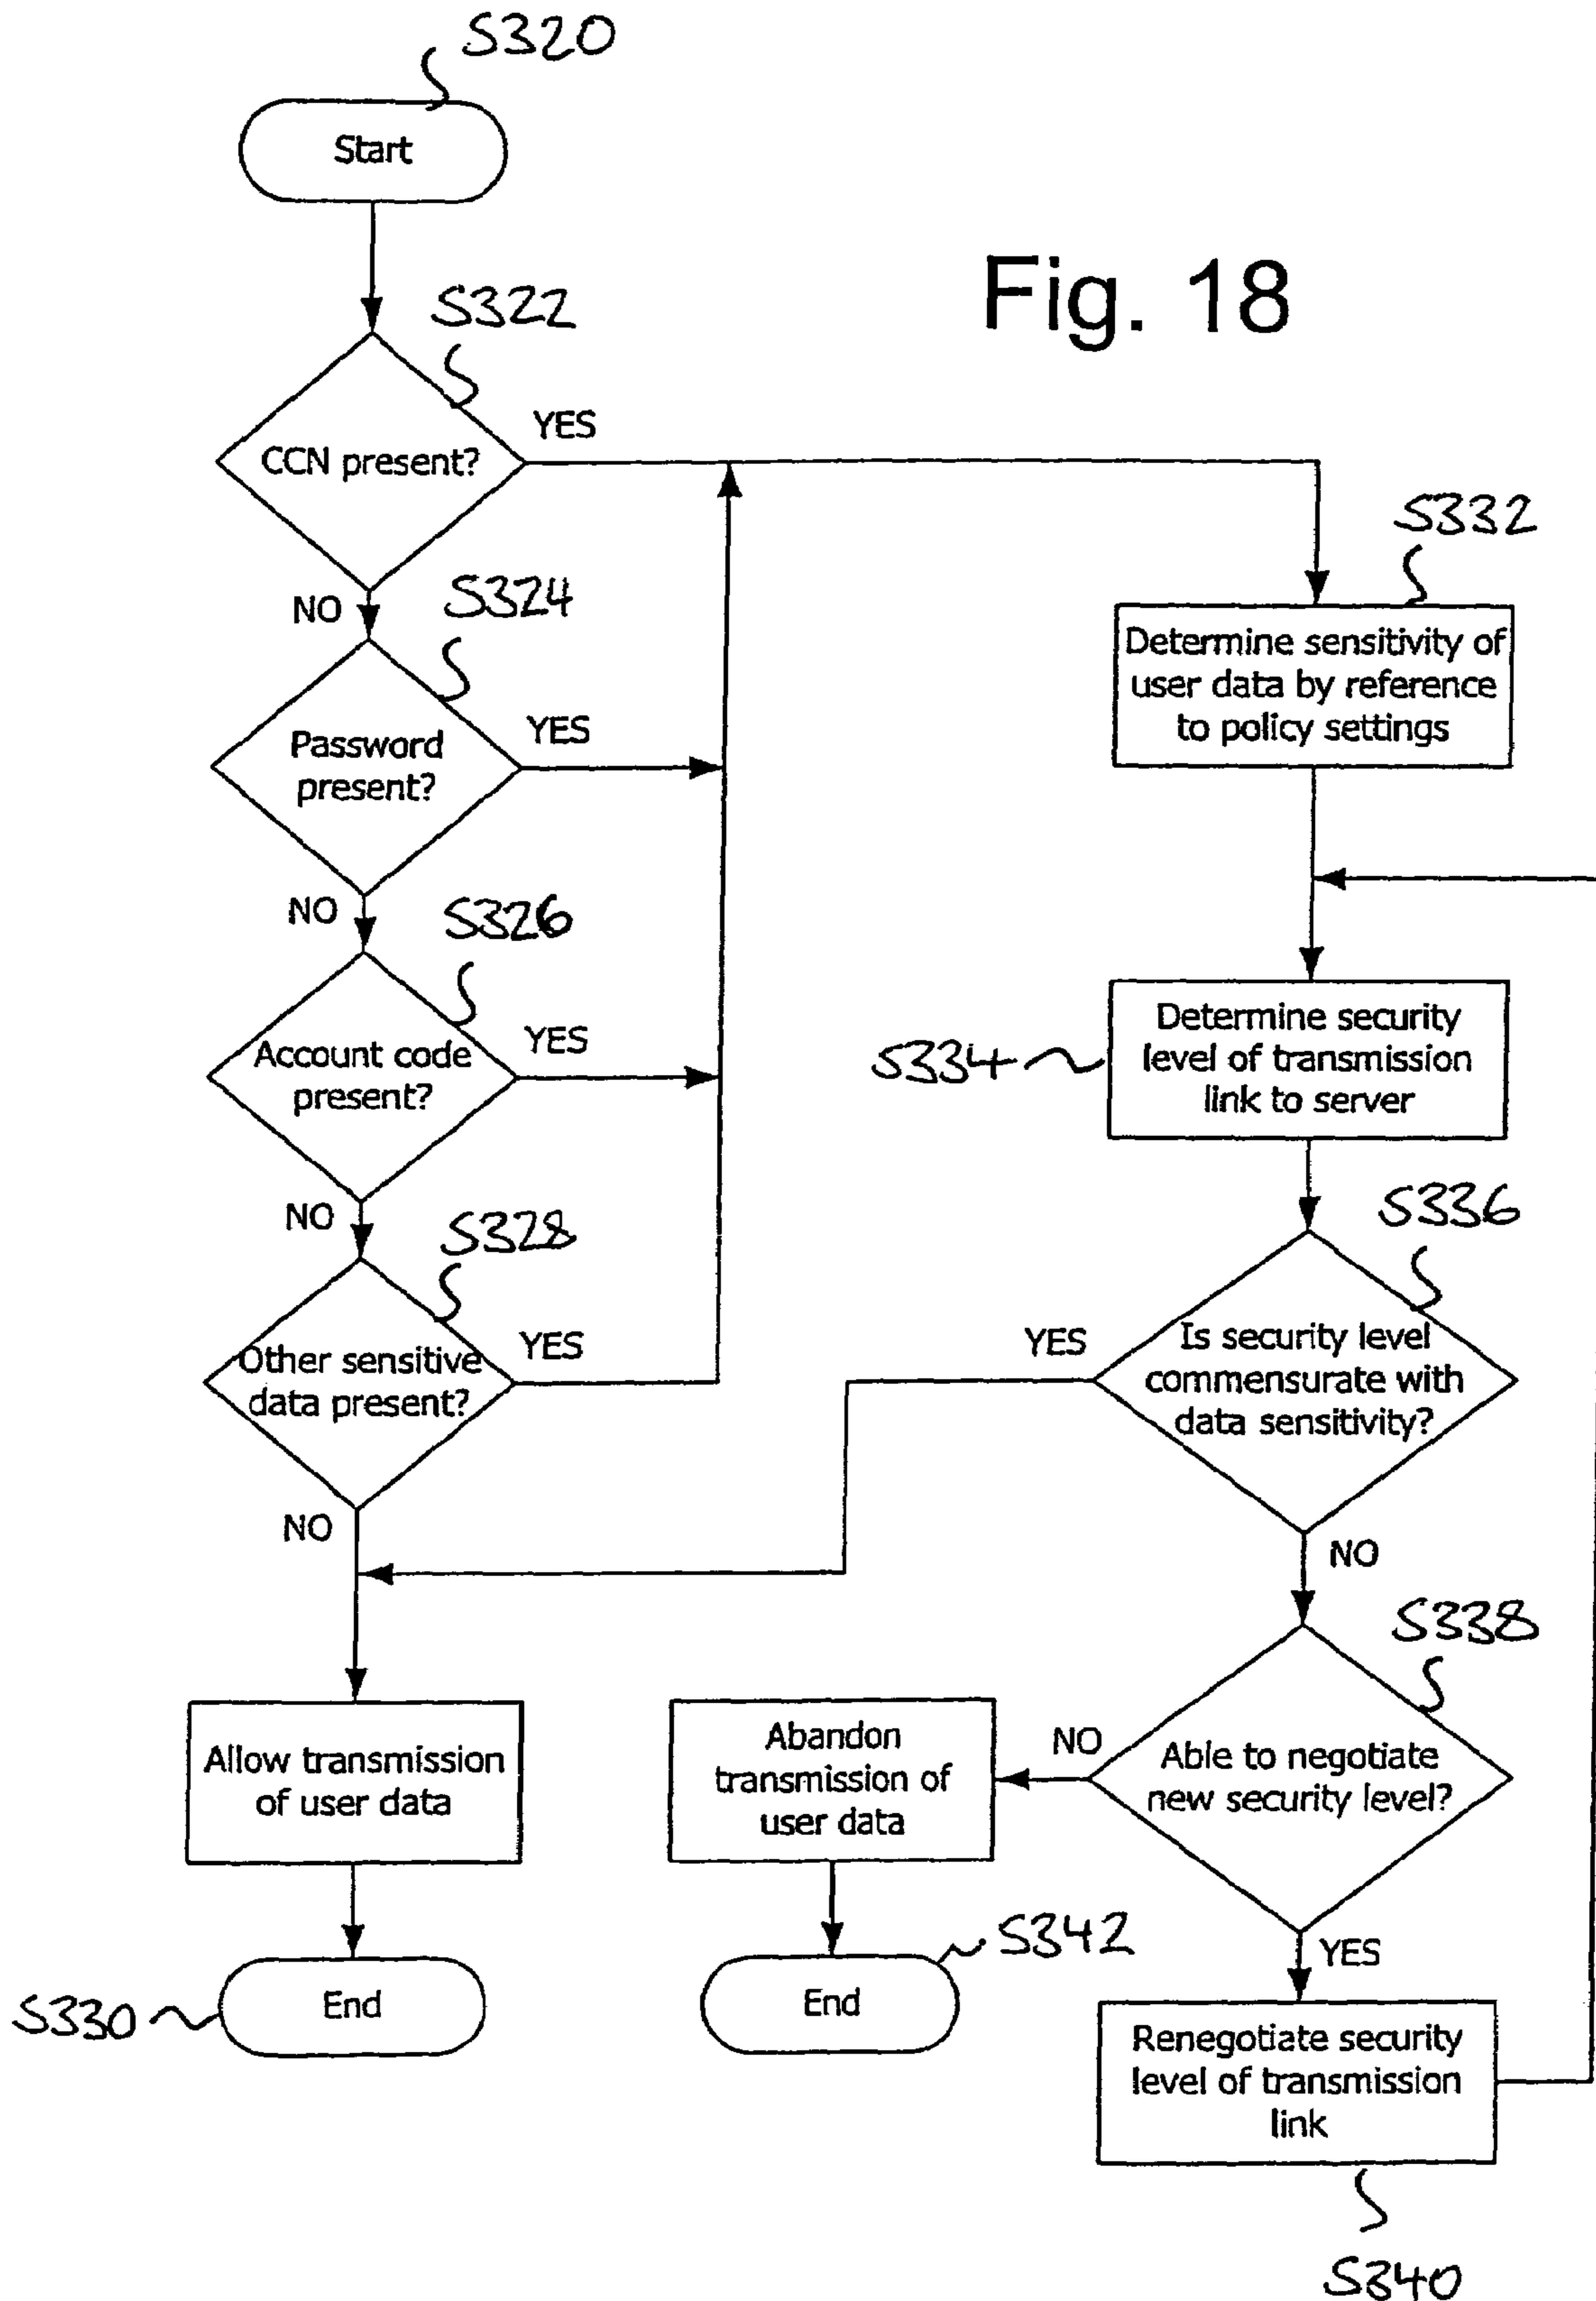 S320
Start
Fig. 18
S322
CCN present?
YES
NO
S324
Password
present?
YES
NO
S326
Account code
present?
YES
NO
S328
Other sensitive
data present?
YES
NO
Allow transmission
of user data
End
S330
S332
Determine sensitivity of
user data by reference
to policy settings
S334
Determine security
level of transmission
link to server
S336
Is security level
commensurate with
data sensitivity?
YES
NO
S338
Able to negotiate
new security level?
NO
Abandon
transmission of
user data
End
S342
YES
Renegotiate security
level of transmission
link
S340